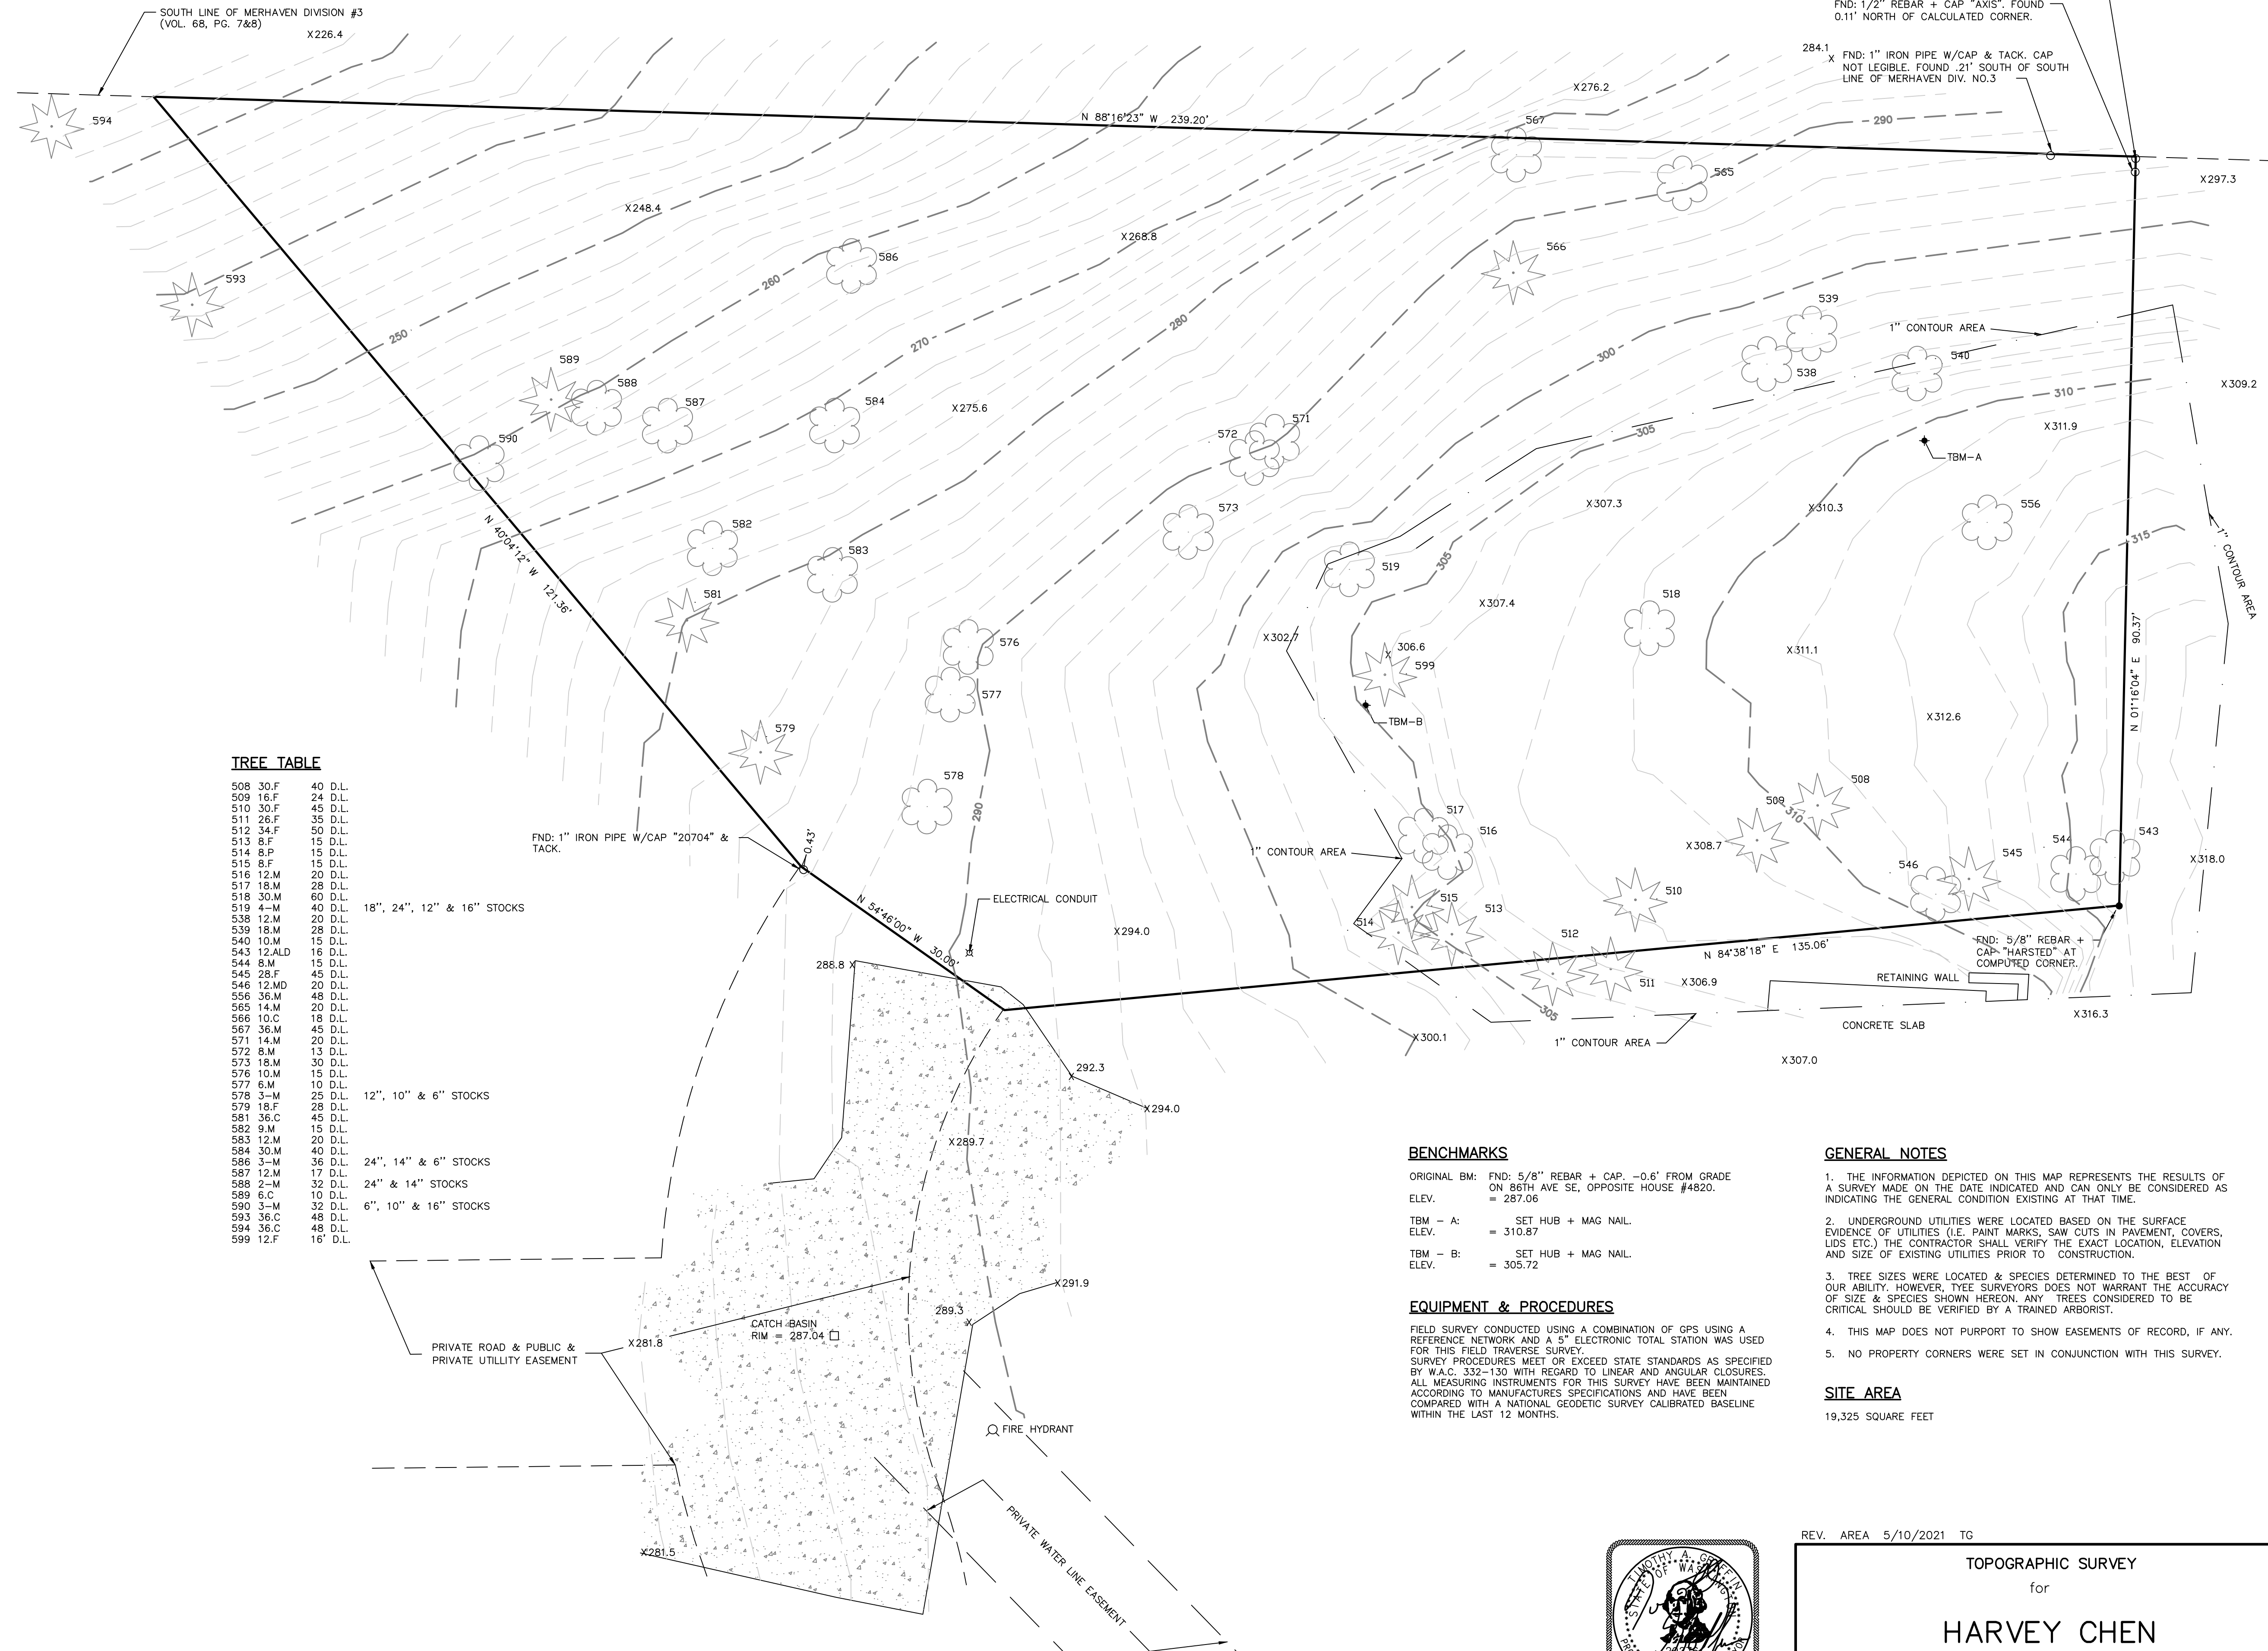 SOUTH LINE OF MERHAVEN DIVISION #3
(VOL. 68, PG. 7&8)
X226.4
FND: 1/2" REBAR + CAP "AXIS". FOUND
0.11' NORTH OF CALCULATED CORNER.
284.1
X
FND: 1" IRON PIPE W/CAP & TACK. CAP
NOT LEGIBLE. FOUND .21' SOUTH OF SOUTH
LINE OF MERHAVEN DIV. NO.3
X276.2
594
N 88°16'23" W 239.20'
567
290
565
X297.3
X248.4
X268.8
586
566
593
260
250
270
280
539
1" CONTOUR AREA
300
540
538
589
588
587
584
X275.6
310
X309.2
571
572
305
X311.9
590
TBM-A
573
X307.3
X310.3
556
582
583
315
1" CONTOUR AREA
N 40°04'12" W 121.36'
305
519
581
518
X307.4
576
X302.7
306.6
X
599
X311.1
N 01°16'04" E 90.37'
577
TBM-B
X312.6
579
578
290
508
509
310
517
516
544
543
0.43'
FND: 1" IRON PIPE W/CAP "20704" &
TACK.
1" CONTOUR AREA
X308.7
546
545
X318.0
N 54°46'00" W 30.00'
ELECTRICAL CONDUIT
510
515
514
513
X294.0
512
N 84°38'18" E 135.06'
FND: 5/8" REBAR +
CAP "HARSTED" AT
COMPUTED CORNER.
288.8 X
511
X306.9
RETAINING WALL
305
X316.3
CONCRETE SLAB
X300.1
1" CONTOUR AREA
X307.0
292.3
X
X294.0
X289.7
X291.9
289.3
X
CATCH BASIN
RIM = 287.04
X281.8
PRIVATE ROAD & PUBLIC &
PRIVATE UTILLITY EASEMENT
FIRE HYDRANT
X281.5
PRIVATE WATER LINE EASEMENT
TREE TABLE
508 30.F 40 D.L.
509 16.F 24 D.L.
510 30.F 45 D.L.
511 26.F 35 D.L.
512 34.F 50 D.L.
513 8.F 15 D.L.
514 8.P 15 D.L.
515 8.F 15 D.L.
516 12.M 20 D.L.
517 18.M 28 D.L.
518 30.M 60 D.L.
519 4-M 40 D.L. 18", 24", 12" & 16" STOCKS
538 12.M 20 D.L.
539 18.M 28 D.L.
540 10.M 15 D.L.
543 12.ALD 16 D.L.
544 8.M 15 D.L.
545 28.F 45 D.L.
546 12.MD 20 D.L.
556 36.M 48 D.L.
565 14.M 20 D.L.
566 10.C 18 D.L.
567 36.M 45 D.L.
571 14.M 20 D.L.
572 8.M 13 D.L.
573 18.M 30 D.L.
576 10.M 15 D.L.
577 6.M 10 D.L.
578 3-M 25 D.L. 12", 10" & 6" STOCKS
579 18.F 28 D.L.
581 36.C 45 D.L.
582 9.M 15 D.L.
583 12.M 20 D.L.
584 30.M 40 D.L.
586 3-M 36 D.L. 24", 14" & 6" STOCKS
587 12.M 17 D.L.
588 2-M 32 D.L. 24" & 14" STOCKS
589 6.C 10 D.L.
590 3-M 32 D.L. 6", 10" & 16" STOCKS
593 36.C 48 D.L.
594 36.C 48 D.L.
599 12.F 16' D.L.
BENCHMARKS
ORIGINAL BM: FND: 5/8" REBAR + CAP. -0.6' FROM GRADE
ON 86TH AVE SE, OPPOSITE HOUSE #4820.
ELEV. = 287.06
TBM - A: SET HUB + MAG NAIL.
ELEV. = 310.87
TBM - B: SET HUB + MAG NAIL.
ELEV. = 305.72
EQUIPMENT & PROCEDURES
FIELD SURVEY CONDUCTED USING A COMBINATION OF GPS USING A
REFERENCE NETWORK AND A 5" ELECTRONIC TOTAL STATION WAS USED
FOR THIS FIELD TRAVERSE SURVEY.
SURVEY PROCEDURES MEET OR EXCEED STATE STANDARDS AS SPECIFIED
BY W.A.C. 332-130 WITH REGARD TO LINEAR AND ANGULAR CLOSURES.
ALL MEASURING INSTRUMENTS FOR THIS SURVEY HAVE BEEN MAINTAINED
ACCORDING TO MANUFACTURES SPECIFICATIONS AND HAVE BEEN
COMPARED WITH A NATIONAL GEODETIC SURVEY CALIBRATED BASELINE
WITHIN THE LAST 12 MONTHS.
GENERAL NOTES
1. THE INFORMATION DEPICTED ON THIS MAP REPRESENTS THE RESULTS OF
A SURVEY MADE ON THE DATE INDICATED AND CAN ONLY BE CONSIDERED AS
INDICATING THE GENERAL CONDITION EXISTING AT THAT TIME.
2. UNDERGROUND UTILITIES WERE LOCATED BASED ON THE SURFACE
EVIDENCE OF UTILITIES (I.E. PAINT MARKS, SAW CUTS IN PAVEMENT, COVERS,
LIDS ETC.) THE CONTRACTOR SHALL VERIFY THE EXACT LOCATION, ELEVATION
AND SIZE OF EXISTING UTILITIES PRIOR TO CONSTRUCTION.
3. TREE SIZES WERE LOCATED & SPECIES DETERMINED TO THE BEST OF
OUR ABILITY. HOWEVER, TYEE SURVEYORS DOES NOT WARRANT THE ACCURACY
OF SIZE & SPECIES SHOWN HEREON. ANY TREES CONSIDERED TO BE
CRITICAL SHOULD BE VERIFIED BY A TRAINED ARBORIST.
4. THIS MAP DOES NOT PURPORT TO SHOW EASEMENTS OF RECORD, IF ANY.
5. NO PROPERTY CORNERS WERE SET IN CONJUNCTION WITH THIS SURVEY.
SITE AREA
19,325 SQUARE FEET
REV. AREA 5/10/2021 TG
TIMOTHY A. GRIFFIN
STATE OF WASHINGTON
TOPOGRAPHIC SURVEY
for
HARVEY CHEN